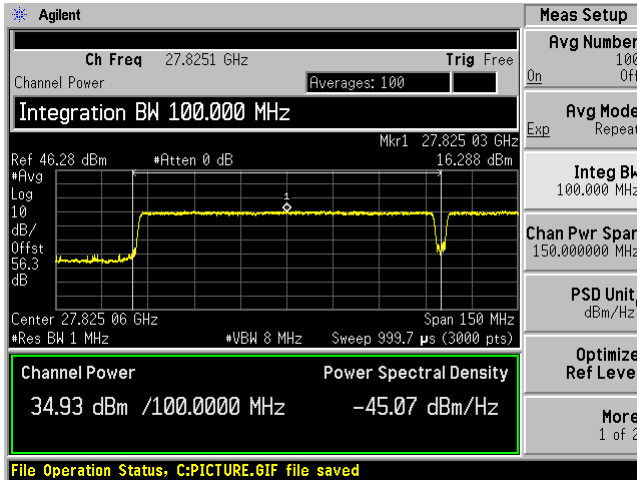 Agilent
Ch Freq 27.8251 GHz Trig Free
Channel Power Averages: 100
Integration BW 100.000 MHz
Mkr1 27.825 03 GHz
Ref 46.28 dBm #Atten 0 dB 16.288 dBm
#Avg
Log
10
dB/
Offst
56.3
dB
1
Center 27.825 06 GHz Span 150 MHz
#Res BW 1 MHz #VBW 8 MHz Sweep 999.7 µs (3000 pts)
Channel Power Power Spectral Density
34.93 dBm /100.0000 MHz -45.07 dBm/Hz
File Operation Status, C:PICTURE.GIF file saved
Meas Setup
Avg Number
100
On Off
Avg Mode
Exp Repeat
Integ BW
100.000 MHz
Chan Pwr Span
150.000000 MHz
PSD Unit
dBm/Hz
Optimize
Ref Level
More
1 of 2